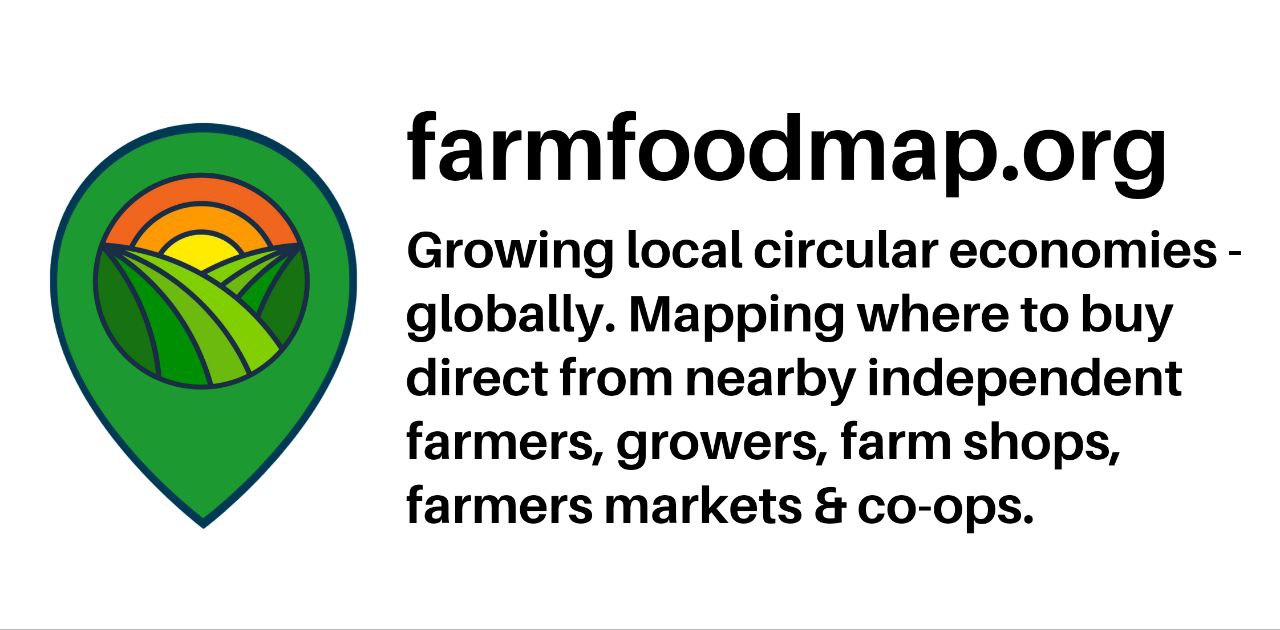 farmfoodmap.org
Growing local circular economies -
globally. Mapping where to buy
direct from nearby independent
farmers, growers, farm shops,
farmers markets & co-ops.